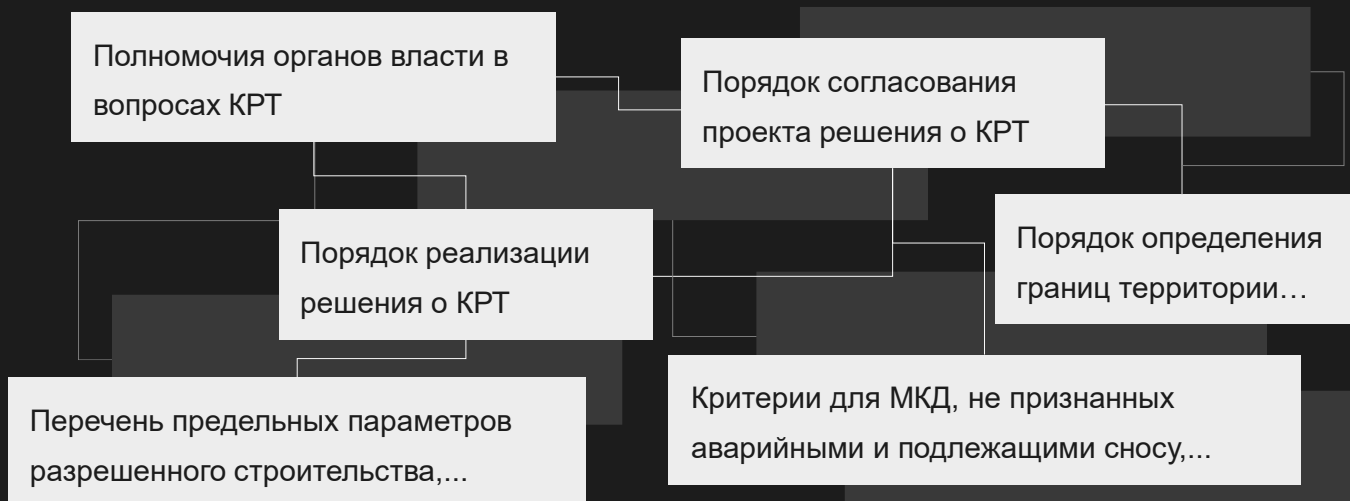 Полномочия органов власти в
вопросах КРТ
Порядок согласования
проекта решения о КРТ
Порядок реализации
решения о КРТ
Порядок определения
границ территории…
Перечень предельных параметров
разрешенного строительства,...
Критерии для МКД, не признанных
аварийными и подлежащими сносу,...